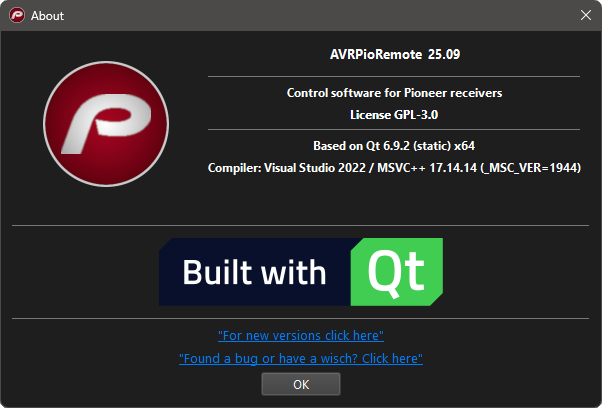 About
AVRPioRemote 25.09
Control software for Pioneer receivers
License GPL-3.0
Based on Qt 6.9.2 (static) x64
Compiler: Visual Studio 2022 / MSVC++ 17.14.14 (_MSC_VER=1944)
Built with Qt
"For new versions click here"
"Found a bug or have a wisch? Click here"
OK